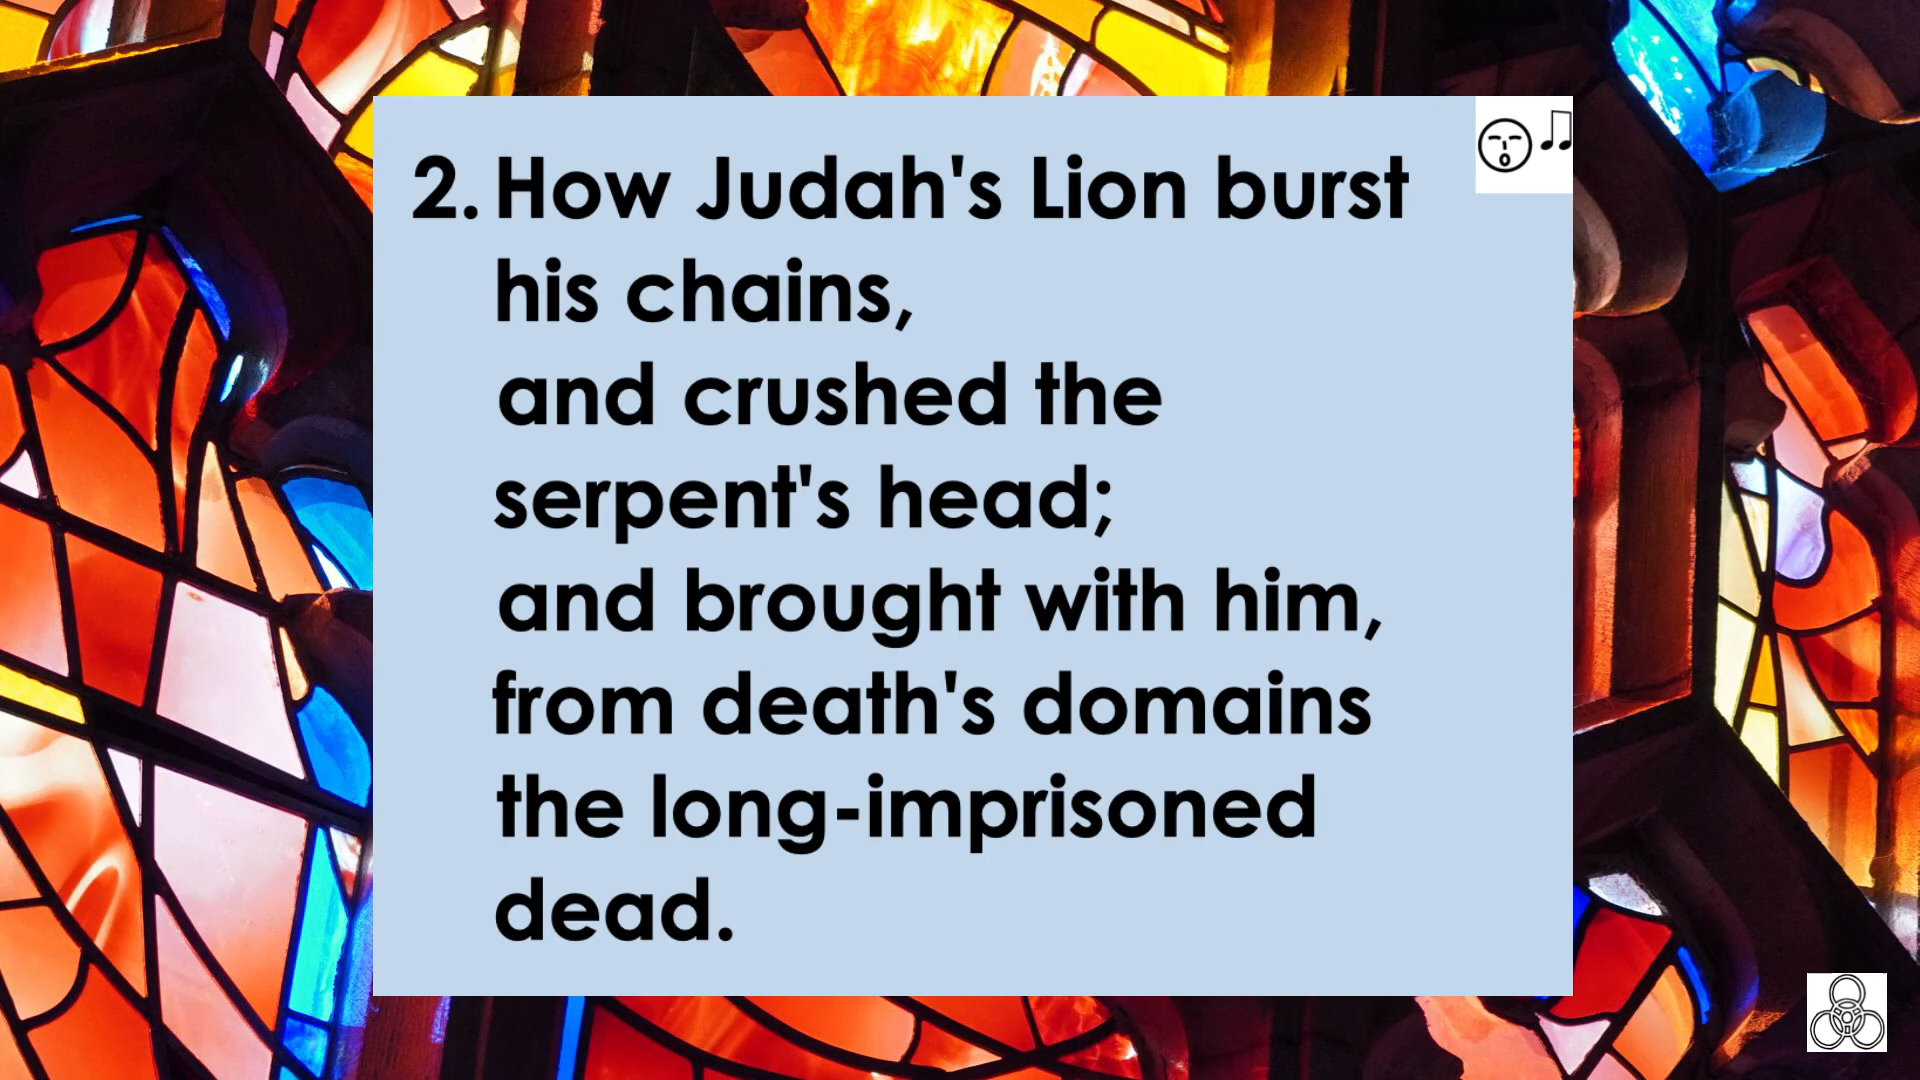 2. How Judah's Lion burst
his chains,
and crushed the
serpent's head;
and brought with him,
from death's domains
the long-imprisoned
dead.